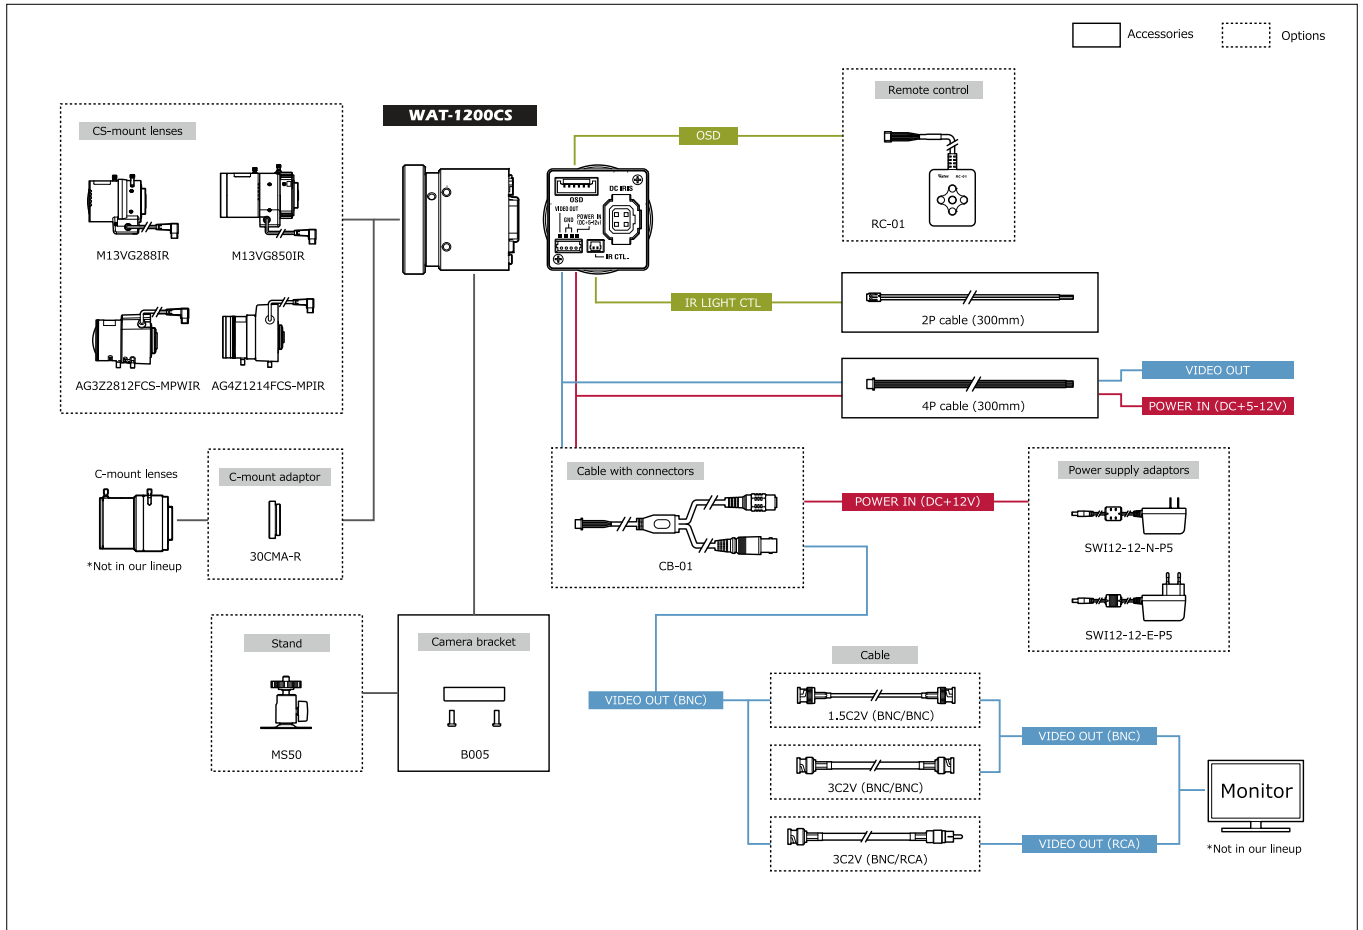 Accessories
Options
Remote control
WAT-1200CS
CS-mount lenses
OSD
DC IRIS
OSD
VIDEO OUT
GND
POWER IN
(DC+5-12V)
IR CTL.
Watec RC-01
RC-01
M13VG288IR
M13VG850IR
IR LIGHT CTL
2P cable (300mm)
AG3Z2812FCS-MPWIR
AG4Z1214FCS-MPIR
4P cable (300mm)
VIDEO OUT
POWER IN (DC+5-12V)
C-mount lenses
C-mount adaptor
Cable with connectors
Power supply adaptors
POWER IN (DC+12V)
30CMA-R
*Not in our lineup
CB-01
SWI12-12-N-P5
SWI12-12-E-P5
Stand
Camera bracket
Cable
VIDEO OUT (BNC)
1.5C2V (BNC/BNC)
VIDEO OUT (BNC)
MS50
B005
3C2V (BNC/BNC)
Monitor
VIDEO OUT (RCA)
*Not in our lineup
3C2V (BNC/RCA)